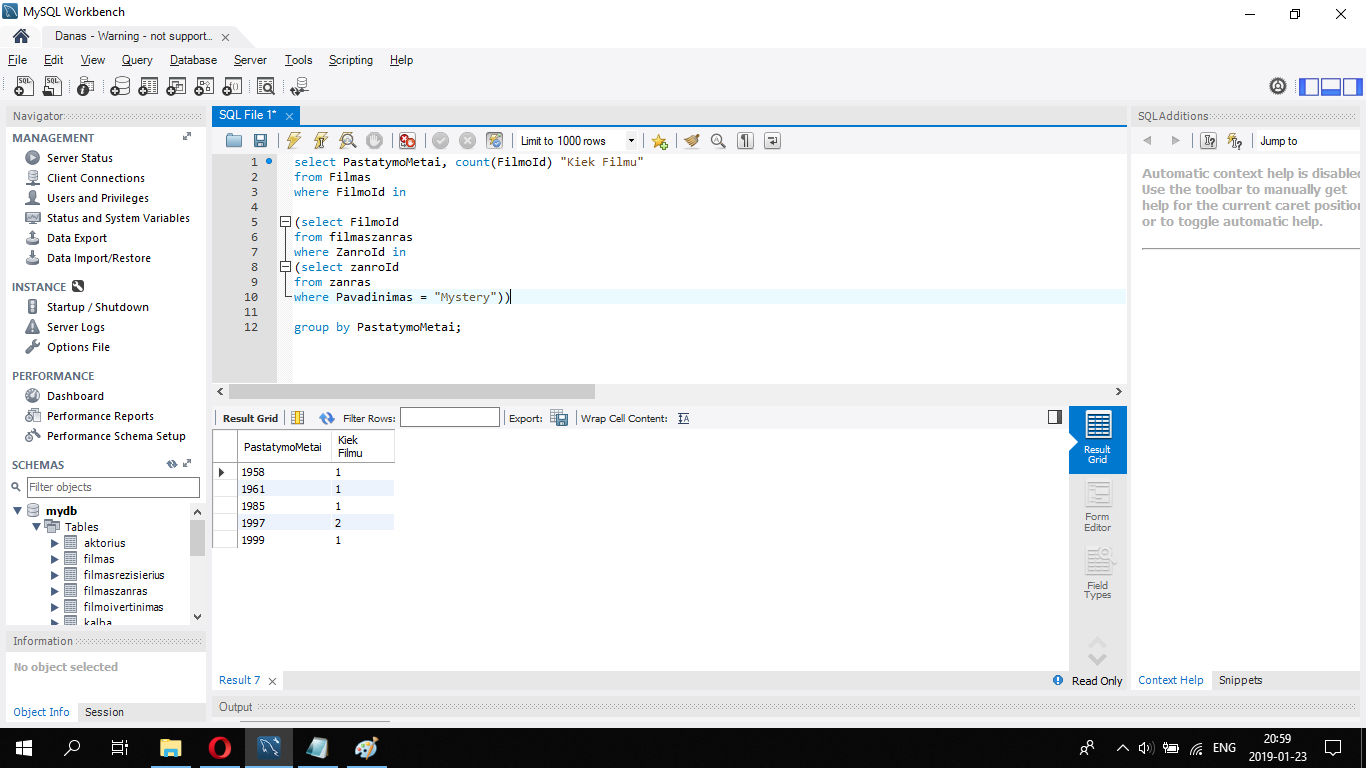 MySQL Workbench
Danas - Warning - not support...
File Edit View Query Database Server Tools Scripting Help
Navigator
MANAGEMENT
Server Status
Client Connections
Users and Privileges
Status and System Variables
Data Export
Data Import/Restore
INSTANCE
Startup / Shutdown
Server Logs
Options File
PERFORMANCE
Dashboard
Performance Reports
Performance Schema Setup
SCHEMAS
Filter objects
mydb
Tables
aktorius
filmas
filmasrezisierius
filmaszanras
filmoivertinimas
kalba
Information
No object selected
Object Info Session
SQL File 1*
Limit to 1000 rows
1 select PastatymoMetai, count(FilmoId) "Kiek Filmu"
2 from Filmas
3 where FilmoId in
4
5 (select FilmoId
6 from filmaszanras
7 where ZanroId in
8 (select zanroId
9 from zanras
10 where Pavadinimas = "Mystery"))
11
12 group by PastatymoMetai;
Result Grid Filter Rows: Export: Wrap Cell Content:
PastatymoMetai Kiek
Filmu
1958 1
1961 1
1985 1
1997 2
1999 1
Result
Grid
Form
Editor
Field
Types
Result 7
Read Only
Output
SQLAdditions
Jump to
Automatic context help is disabled
Use the toolbar to manually get
help for the current caret position
or to toggle automatic help.
Context Help Snippets
ENG
20:59
2019-01-23